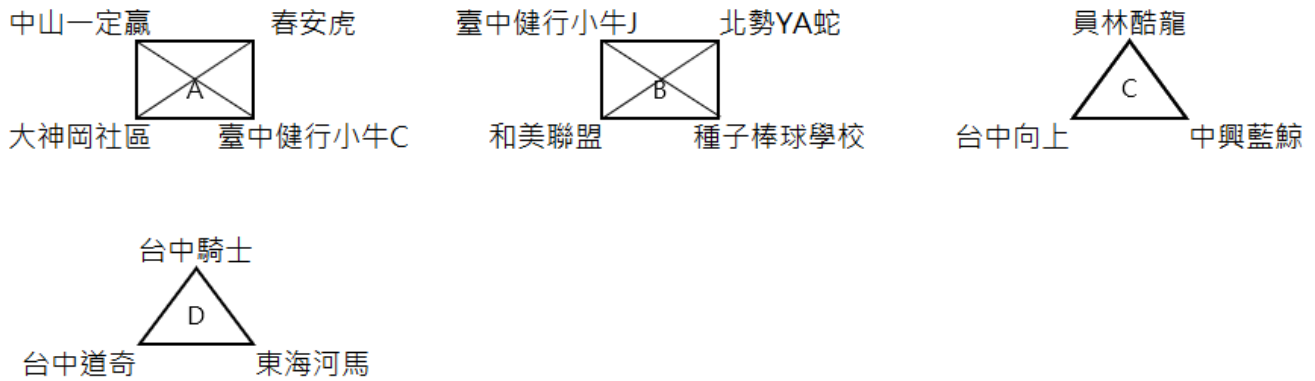 中山一定贏 春安虎 臺中健行小牛J 北勢YA蛇 員林酷龍
A B C
大神岡社區 臺中健行小牛C 和美聯盟 種子棒球學校 台中向上 中興藍鯨
台中騎士
D
台中道奇 東海河馬